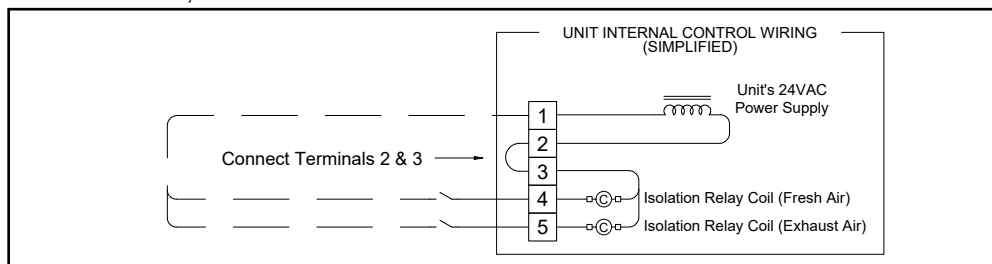 UNIT INTERNAL CONTROL WIRING
(SIMPLIFIED)
Unit's 24VAC
Power Supply
1
2
Connect Terminals 2 & 3
3
4
C
Isolation Relay Coil (Fresh Air)
5
C
Isolation Relay Coil (Exhaust Air)